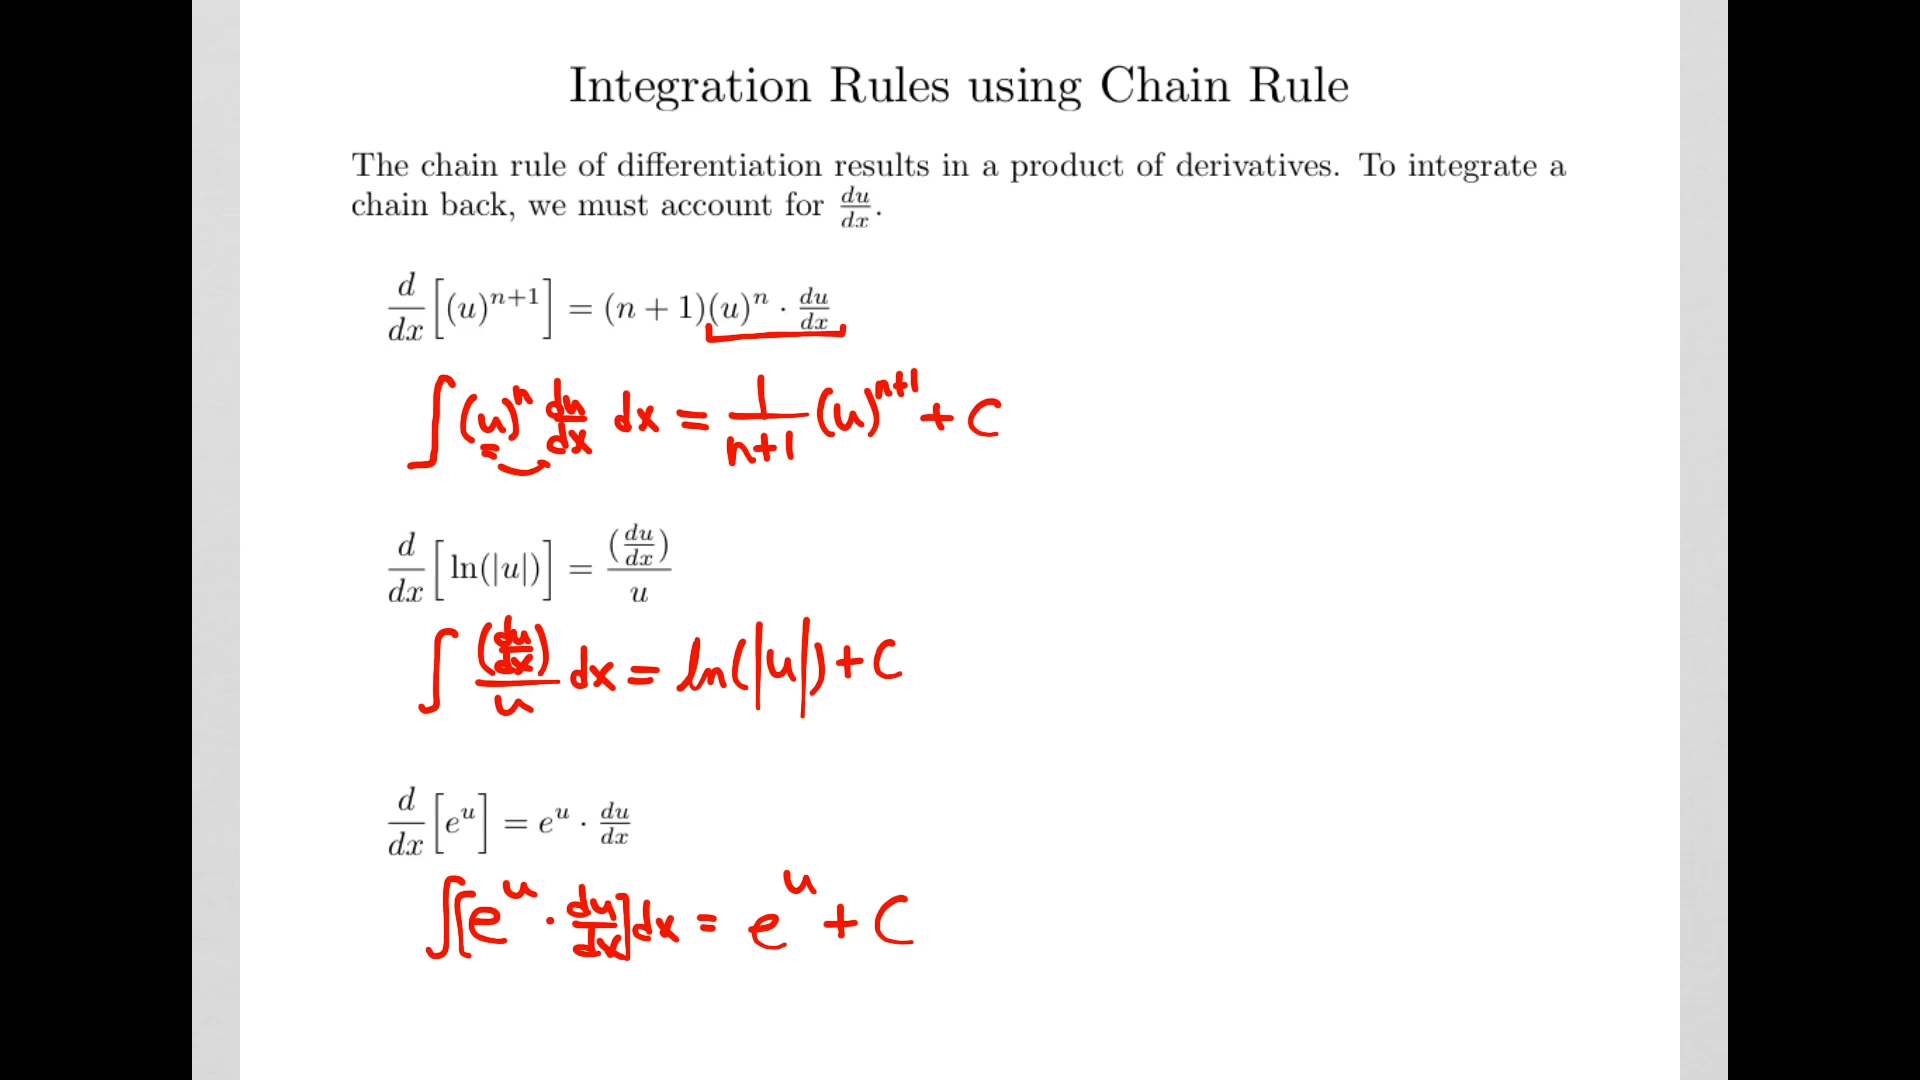 Integration Rules using Chain Rule
The chain rule of differentiation results in a product of derivatives. To integrate a
chain back, we must account for du/dx.
d/dx [(u)^{n+1}] = (n + 1)(u)^n · du/dx
∫ (u)^n du/dx dx = 1/(n+1) (u)^{n+1} + C
d/dx [ln(|u|)] = (du/dx)/u
∫ (du/dx)/u dx = ln(|u|) + C
d/dx [e^u] = e^u · du/dx
∫ [e^u · du/dx] dx = e^u + C